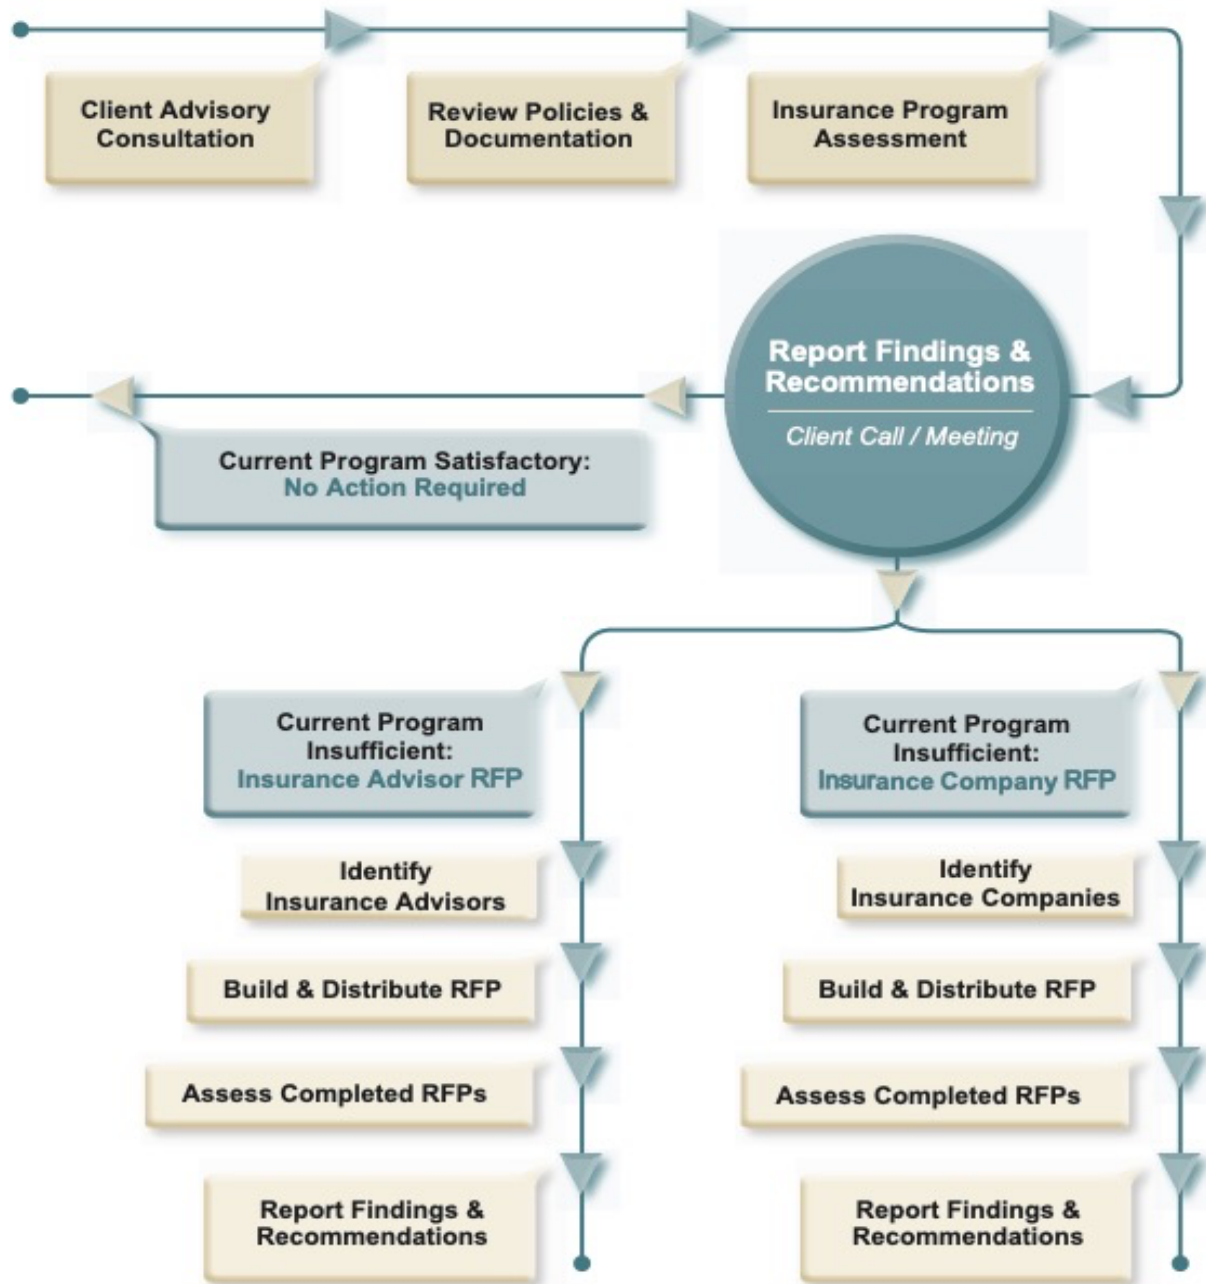 Client Advisory
Consultation
Review Policies &
Documentation
Insurance Program
Assessment
Report Findings &
Recommendations
Client Call / Meeting
Current Program Satisfactory:
No Action Required
Current Program
Insufficient:
Insurance Advisor RFP
Identify
Insurance Advisors
Build & Distribute RFP
Assess Completed RFPs
Report Findings &
Recommendations
Current Program
Insufficient:
Insurance Company RFP
Identify
Insurance Companies
Build & Distribute RFP
Assess Completed RFPs
Report Findings &
Recommendations